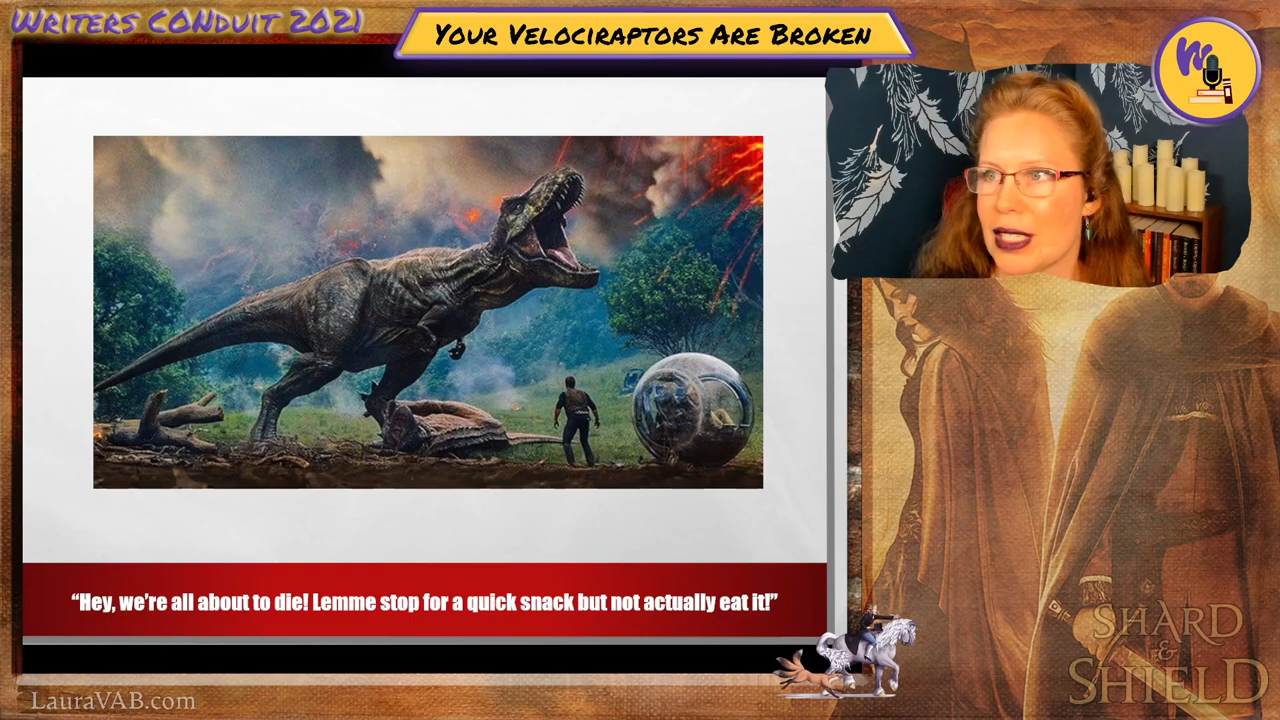 Writers CONduit 2021
Your Velociraptors Are Broken
W
“Hey, we’re all about to die! Lemme stop for a quick snack but not actually eat it!”
SHARD
&
SHIELD
LauraVAB.com